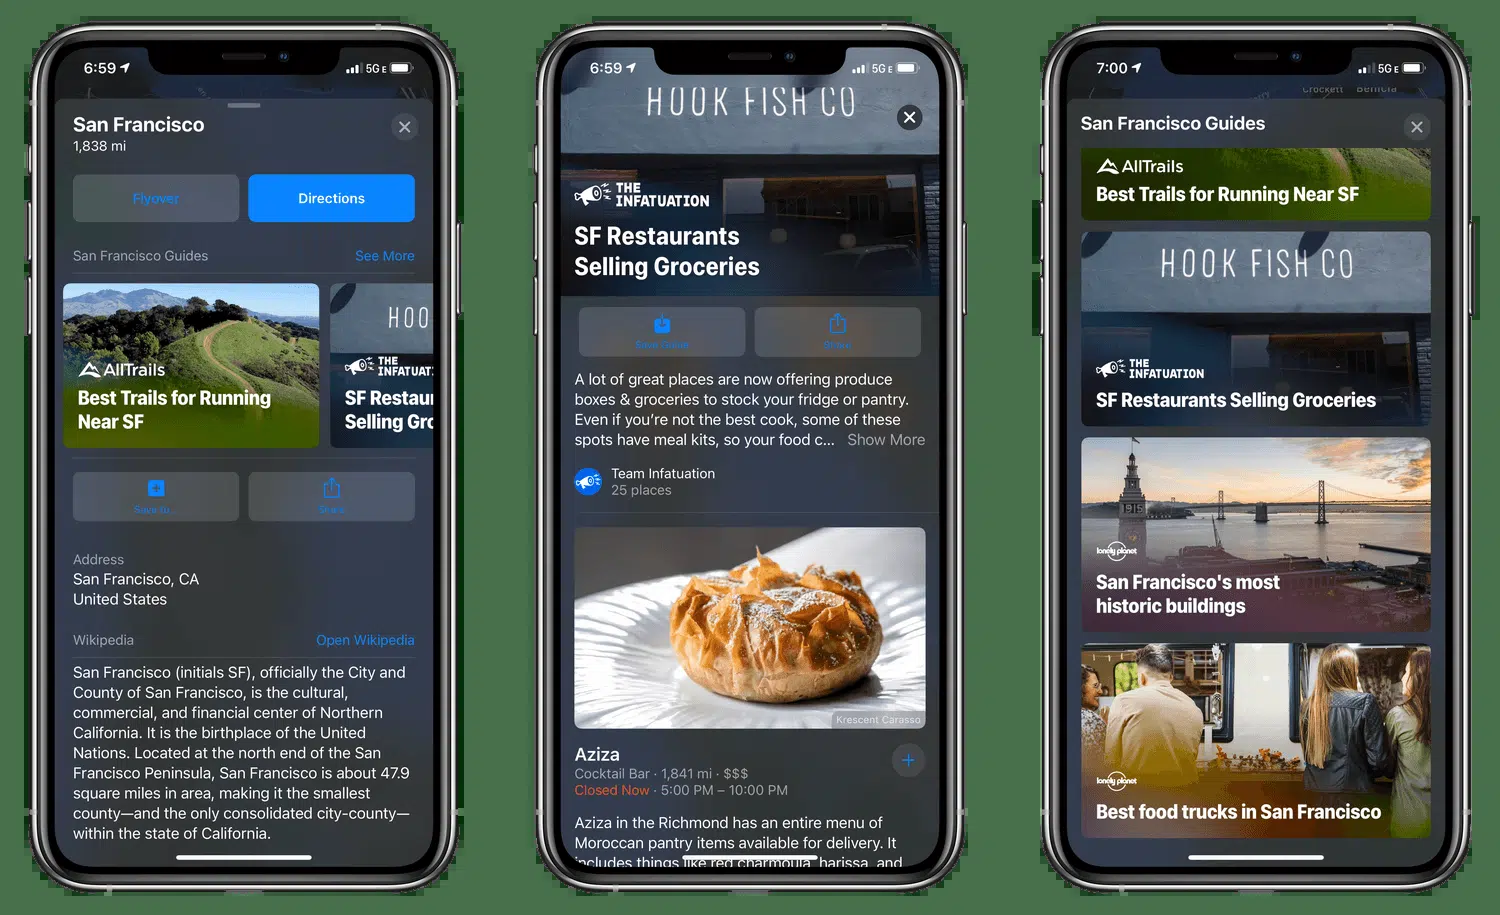 6:59
5G E
San Francisco
1,838 mi
Flyover
Directions
San Francisco Guides
See More
AllTrails
Best Trails for Running
Near SF
HOO
THE
INFATUAT
SF Restaur
Selling Gro
Save to...
Share
Address
San Francisco, CA
United States
Wikipedia
Open Wikipedia
San Francisco (initials SF), officially the City and
County of San Francisco, is the cultural,
commercial, and financial center of Northern
California. It is the birthplace of the United
Nations. Located at the north end of the San
Francisco Peninsula, San Francisco is about 47.9
square miles in area, making it the smallest
county—and the only consolidated city-county—
within the state of California.
6:59
5G E
HOOK FISH CO
THE
INFATUATION
SF Restaurants
Selling Groceries
Save Guide
Share
A lot of great places are now offering produce
boxes & groceries to stock your fridge or pantry.
Even if you're not the best cook, some of these
spots have meal kits, so your food c... Show More
Team Infatuation
25 places
Krescent Carasso
Aziza
Cocktail Bar · 1,841 mi · $$$
Closed Now · 5:00 PM – 10:00 PM
Aziza in the Richmond has an entire menu of
Moroccan pantry items available for delivery. It
includes things like red charmoula, harissa, and
7:00
5G E
Crockett
Benicia
San Francisco Guides
AllTrails
Best Trails for Running Near SF
HOOK FISH CO
THE
INFATUATION
SF Restaurants Selling Groceries
1915
lonely planet
San Francisco's most
historic buildings
lonely planet
Best food trucks in San Francisco